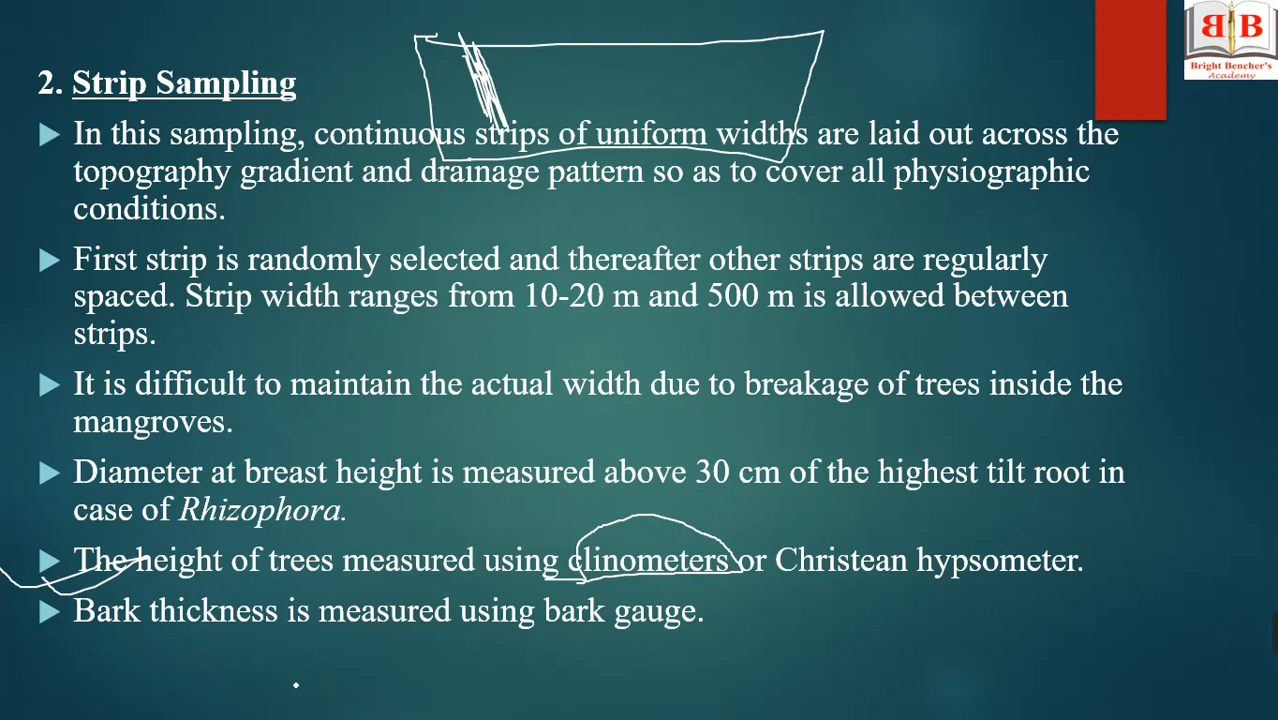 B B
Bright Bencher's
Academy
2. Strip Sampling
In this sampling, continuous strips of uniform widths are laid out across the
topography gradient and drainage pattern so as to cover all physiographic
conditions.
First strip is randomly selected and thereafter other strips are regularly
spaced. Strip width ranges from 10-20 m and 500 m is allowed between
strips.
It is difficult to maintain the actual width due to breakage of trees inside the
mangroves.
Diameter at breast height is measured above 30 cm of the highest tilt root in
case of Rhizophora.
The height of trees measured using clinometers or Christean hypsometer.
Bark thickness is measured using bark gauge.